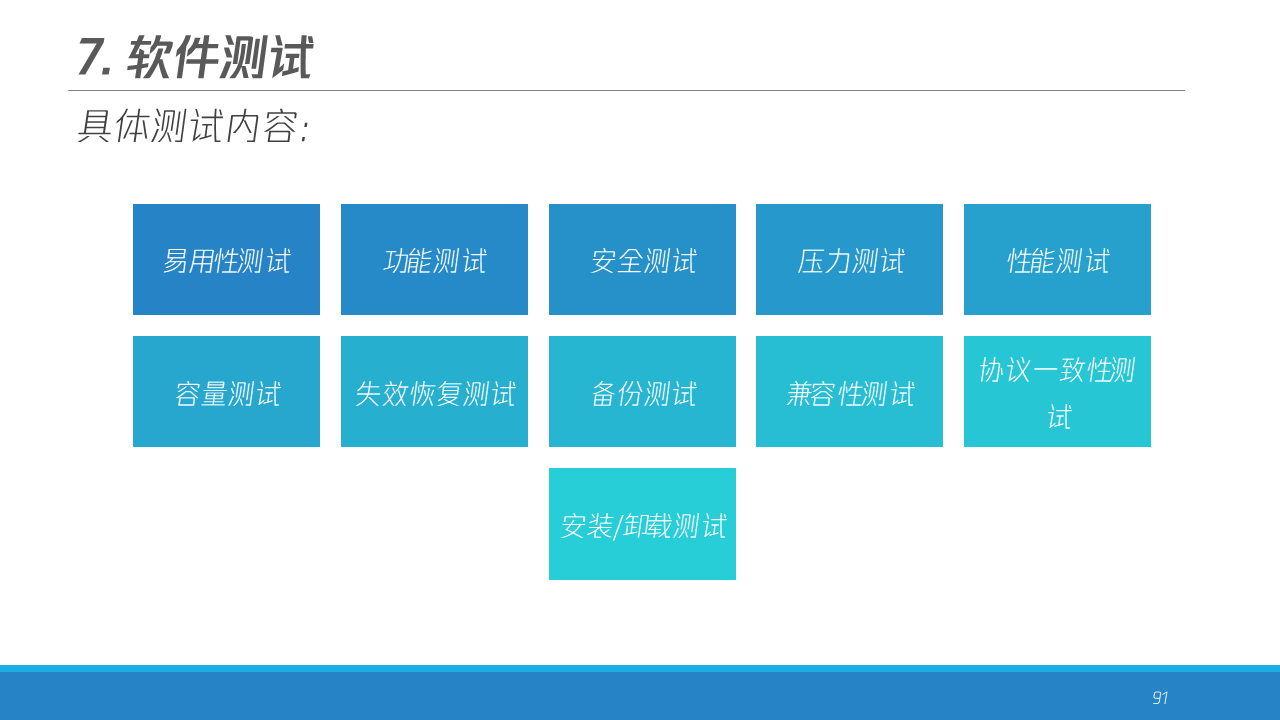 7. 软件测试
具体测试内容:
易用性测试
功能测试
安全测试
压力测试
性能测试
容量测试
失效恢复测试
备份测试
兼容性测试
协议一致性测
试
安装/卸载测试
91